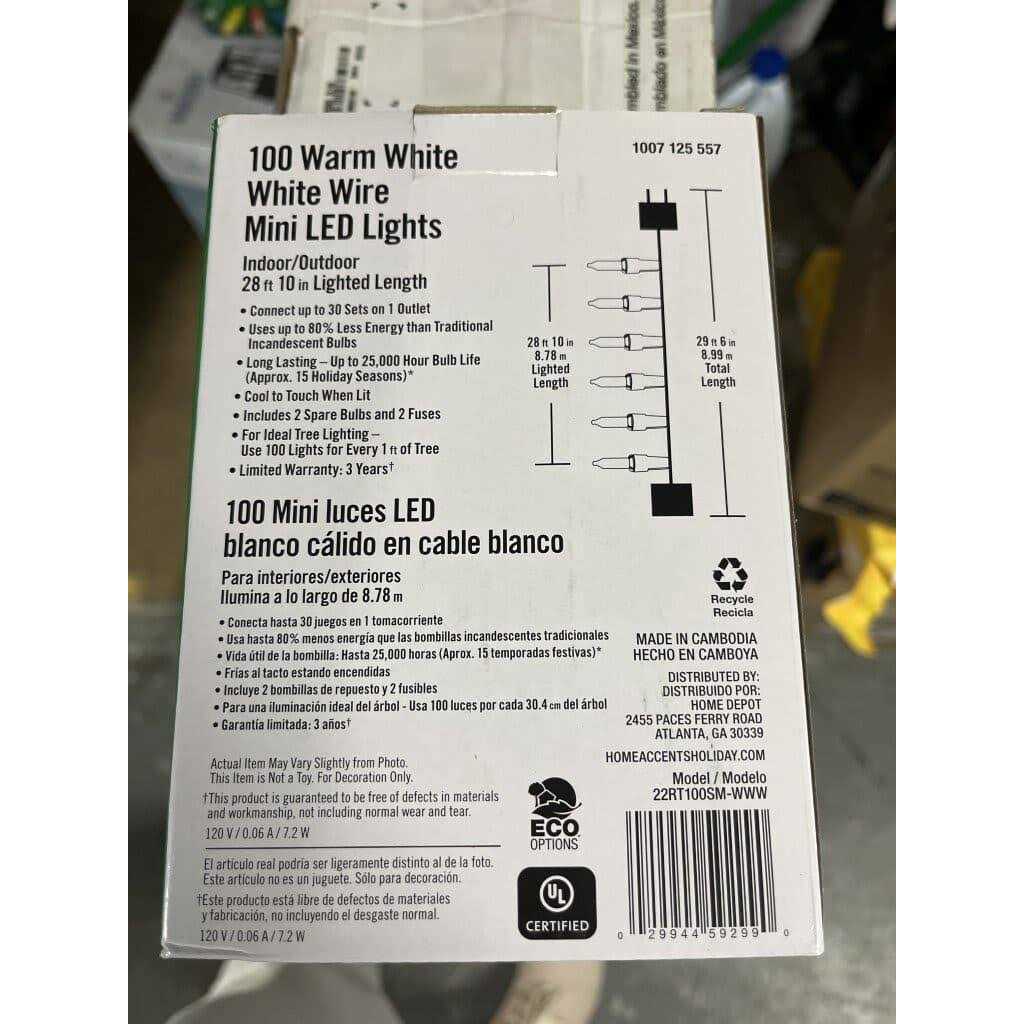 mbled in Mexico.
mblado en México
100 Warm White
White Wire
Mini LED Lights
Indoor/Outdoor
28 ft 10 in Lighted Length
• Connect up to 30 Sets on 1 Outlet
• Uses up to 80% Less Energy than Traditional
Incandescent Bulbs
• Long Lasting – Up to 25,000 Hour Bulb Life
(Approx. 15 Holiday Seasons)*
• Cool to Touch When Lit
• Includes 2 Spare Bulbs and 2 Fuses
• For Ideal Tree Lighting –
Use 100 Lights for Every 1 ft of Tree
• Limited Warranty: 3 Years†
1007 125 557
28 ft 10 in
8.78 m
Lighted
Length
29 ft 6 in
8.99 m
Total
Length
100 Mini luces LED
blanco cálido en cable blanco
Para interiores/exteriores
Ilumina a lo largo de 8.78 m
• Conecta hasta 30 juegos en 1 tomacorriente
• Usa hasta 80% menos energía que las bombillas incandescentes tradicionales
• Vida útil de la bombilla: Hasta 25,000 horas (Aprox. 15 temporadas festivas)*
• Frías al tacto estando encendidas
• Incluye 2 bombillas de repuesto y 2 fusibles
• Para una iluminación ideal del árbol - Usa 100 luces por cada 30.4 cm del árbol
• Garantía limitada: 3 años†
Recycle
Recicla
MADE IN CAMBODIA
HECHO EN CAMBOYA
DISTRIBUTED BY:
DISTRIBUIDO POR:
HOME DEPOT
2455 PACES FERRY ROAD
ATLANTA, GA 30339
HOMEACCENTSHOLIDAY.COM
Model / Modelo
22RT100SM-WWW
Actual Item May Vary Slightly from Photo.
This Item is Not a Toy. For Decoration Only.
†This product is guaranteed to be free of defects in materials
and workmanship, not including normal wear and tear.
120 V / 0.06 A / 7.2 W
El artículo real podría ser ligeramente distinto al de la foto.
Este artículo no es un juguete. Sólo para decoración.
†Este producto está libre de defectos de materiales
y fabricación, no incluyendo el desgaste normal.
120 V / 0.06 A / 7.2 W
ECO
OPTIONS
UL
CERTIFIED
0 29944 59299 0